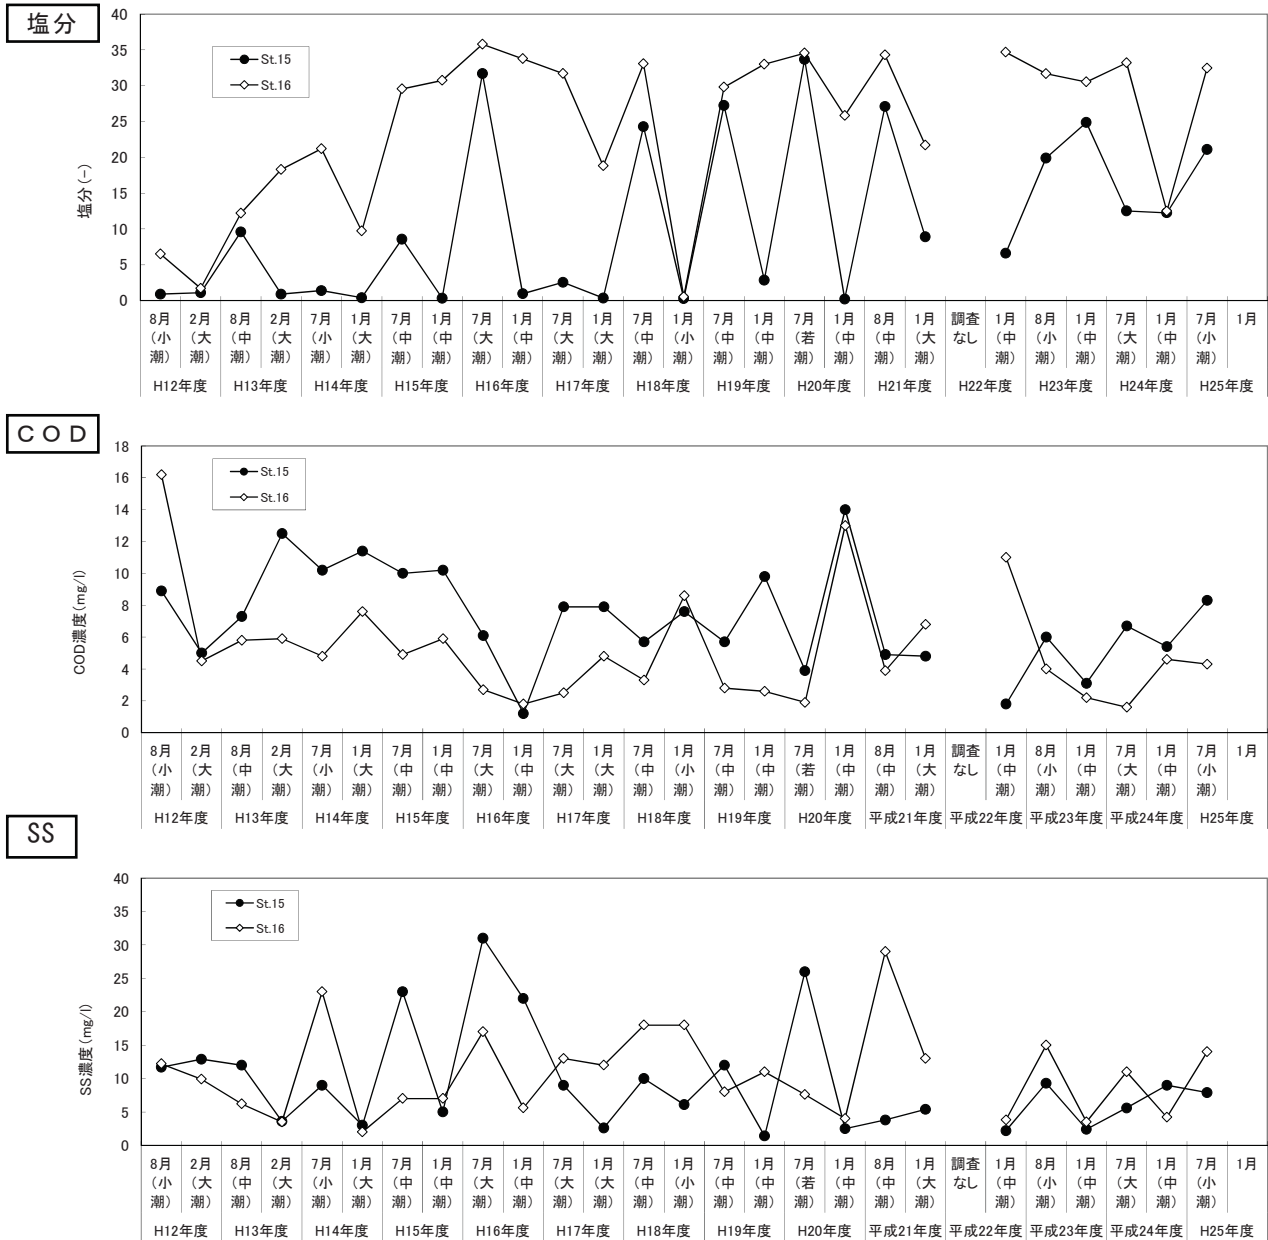 塩分
40
35
30
25
20
15
10
5
0
塩分(-)
St.15
St.16
8月(小潮) 2月(大潮) 8月(中潮) 2月(大潮) 7月(小潮) 1月(大潮) 7月(中潮) 1月(中潮) 7月(大潮) 1月(中潮) 7月(大潮) 1月(大潮) 7月(中潮) 1月(小潮) 7月(中潮) 1月(中潮) 7月(若潮) 1月(中潮) 8月(中潮) 1月(大潮) 調査なし 1月(中潮) 8月(小潮) 1月(中潮) 7月(大潮) 1月(中潮) 7月(小潮) 1月
H12年度 H13年度 H14年度 H15年度 H16年度 H17年度 H18年度 H19年度 H20年度 H21年度 H22年度 H23年度 H24年度 H25年度
COD
18
16
14
12
10
8
6
4
2
0
COD濃度(mg/l)
St.15
St.16
8月(小潮) 2月(大潮) 8月(中潮) 2月(大潮) 7月(小潮) 1月(大潮) 7月(中潮) 1月(中潮) 7月(大潮) 1月(中潮) 7月(大潮) 1月(大潮) 7月(中潮) 1月(小潮) 7月(中潮) 1月(中潮) 7月(若潮) 1月(中潮) 8月(中潮) 1月(大潮) 調査なし 1月(中潮) 8月(小潮) 1月(中潮) 7月(大潮) 1月(中潮) 7月(小潮) 1月
H12年度 H13年度 H14年度 H15年度 H16年度 H17年度 H18年度 H19年度 H20年度 平成21年度 平成22年度 平成23年度 平成24年度 H25年度
SS
40
35
30
25
20
15
10
5
0
SS濃度(mg/l)
St.15
St.16
8月(小潮) 2月(大潮) 8月(中潮) 2月(大潮) 7月(小潮) 1月(大潮) 7月(中潮) 1月(中潮) 7月(大潮) 1月(中潮) 7月(大潮) 1月(大潮) 7月(中潮) 1月(小潮) 7月(中潮) 1月(中潮) 7月(若潮) 1月(中潮) 8月(中潮) 1月(大潮) 調査なし 1月(中潮) 8月(小潮) 1月(中潮) 7月(大潮) 1月(中潮) 7月(小潮) 1月
H12年度 H13年度 H14年度 H15年度 H16年度 H17年度 H18年度 H19年度 H20年度 平成21年度 平成22年度 平成23年度 平成24年度 H25年度